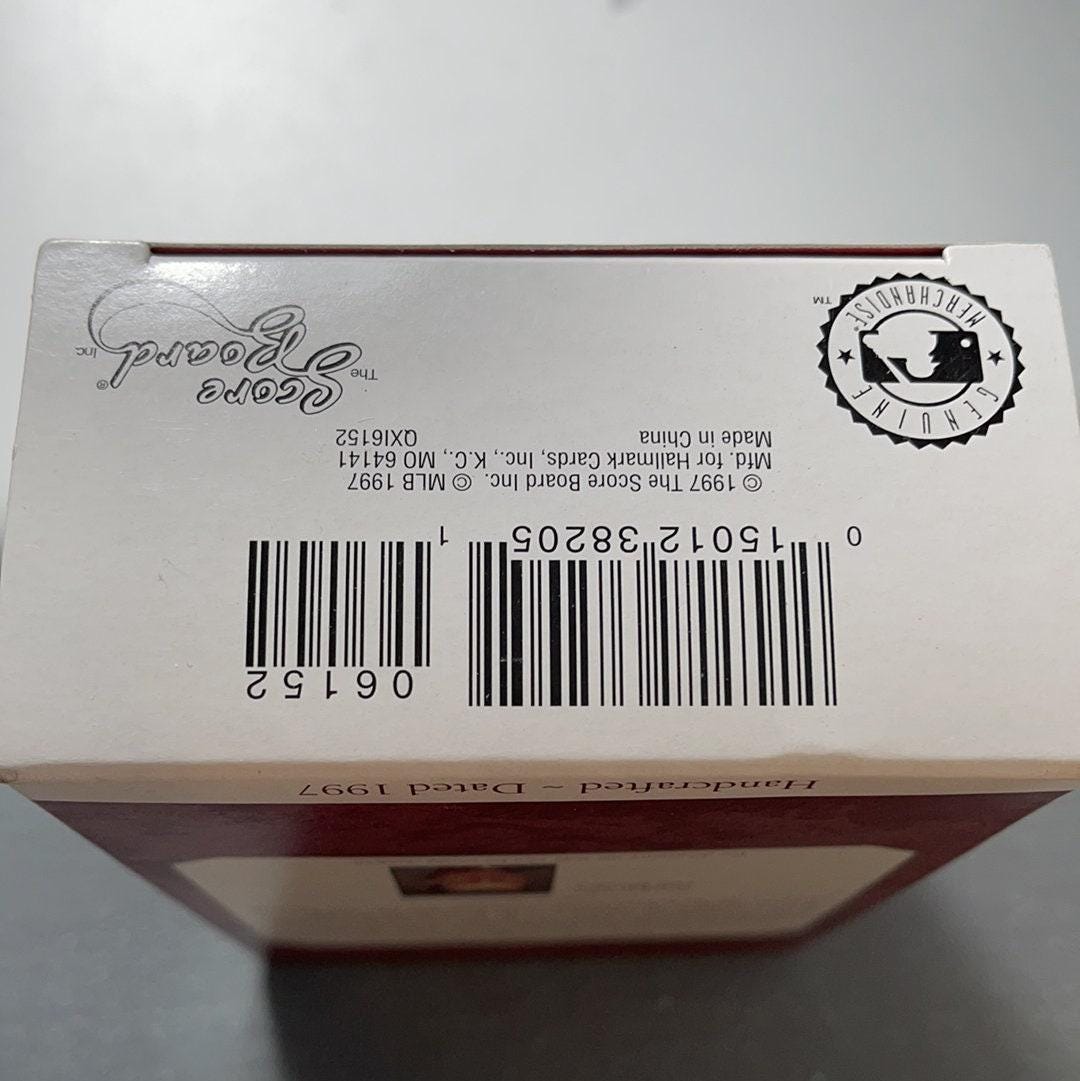 Handcrafted ~ Dated 1997
06152
0 15012 38205 1
© 1997 The Score Board Inc. © MLB 1997
Mfd. for Hallmark Cards, Inc., K.C., MO 64141
Made in China QXI6152
GENUINE
MERCHANDISE®
TM
The
Score
Board®
Inc.